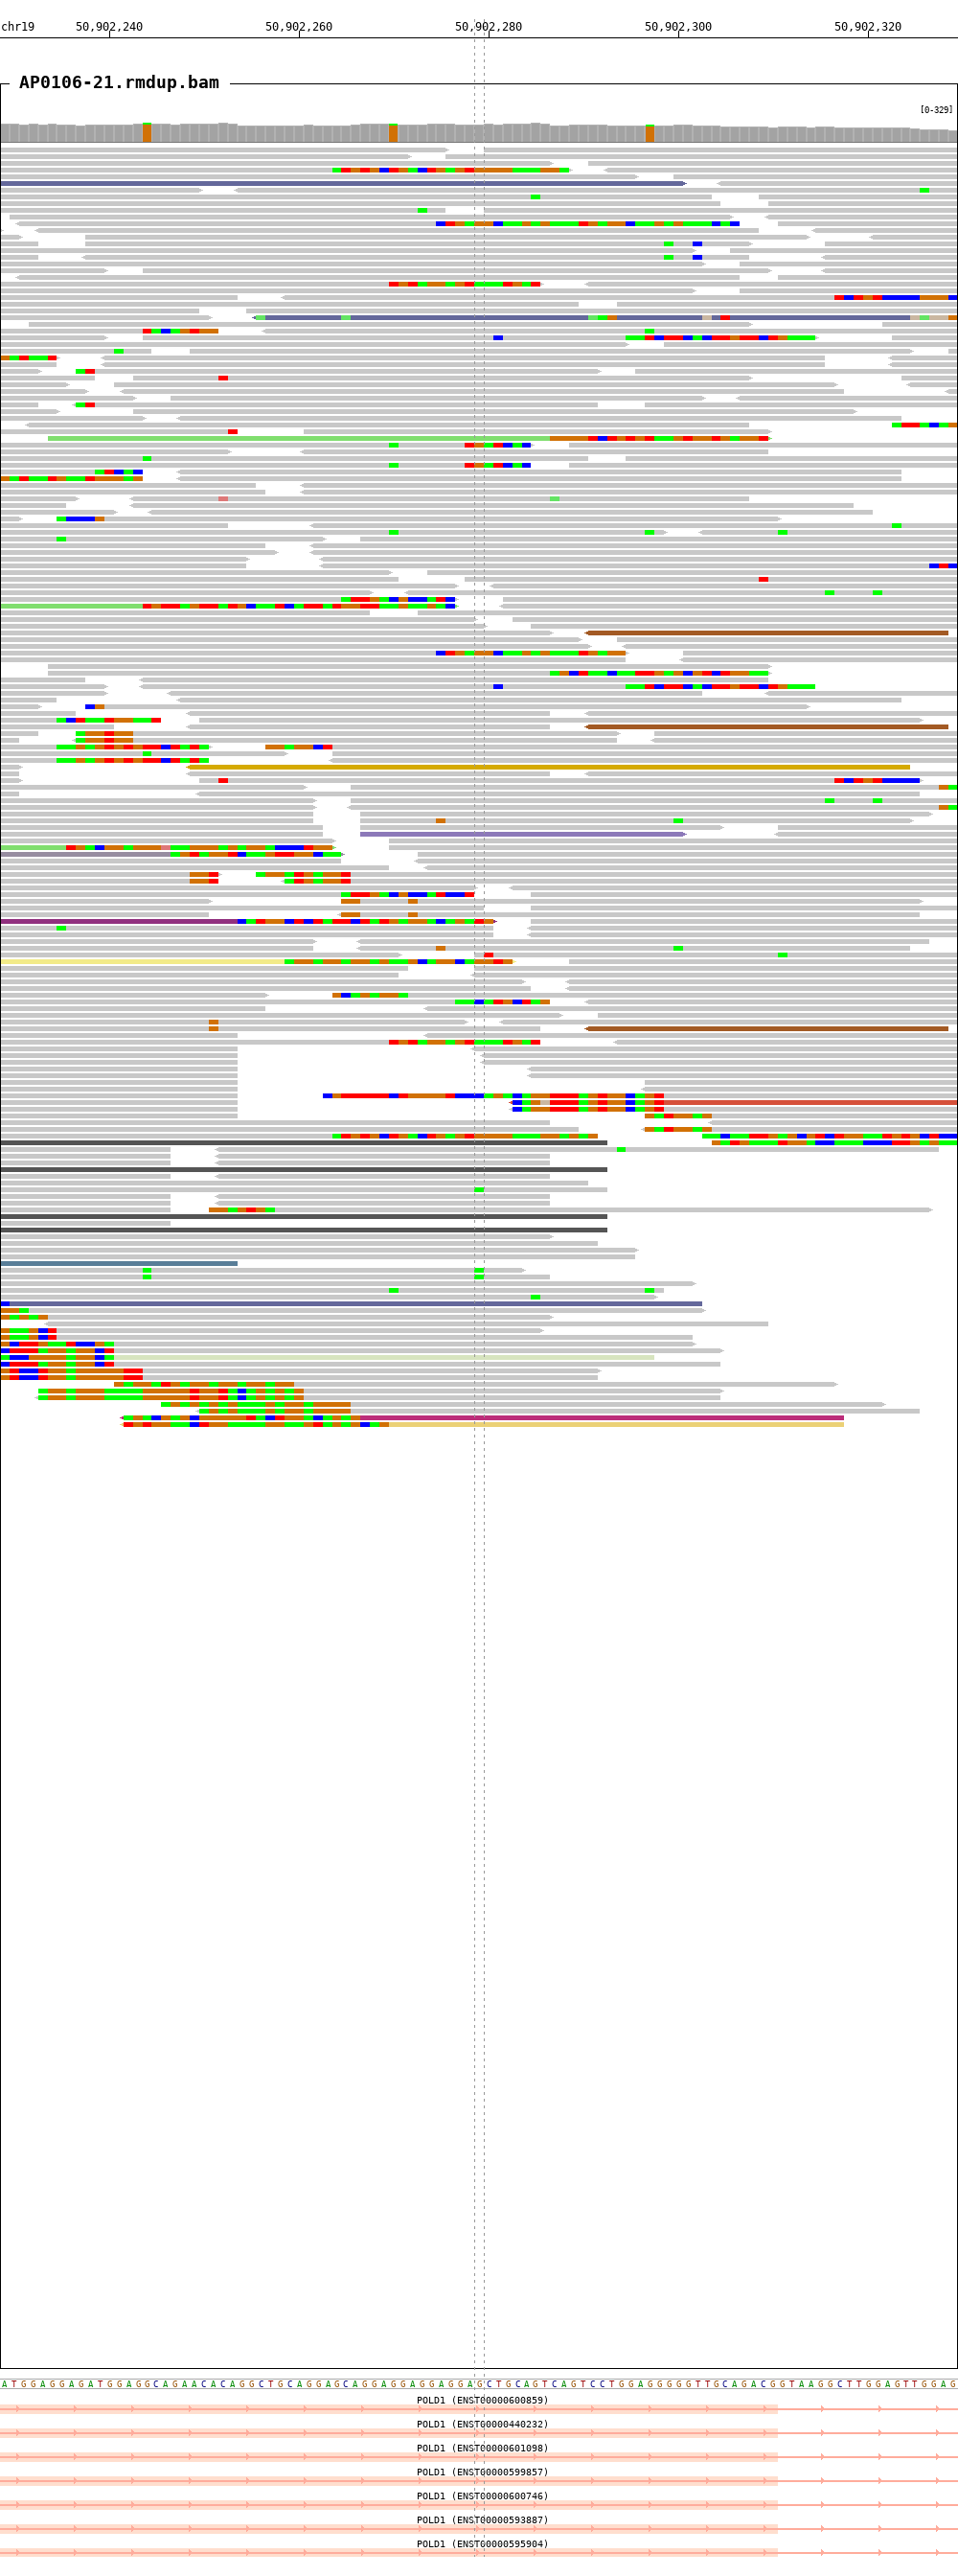 chr19 50,902,240 50,902,260 50,902,280 50,902,300 50,902,320
AP0106-21.rmdup.bam
[0-329]
ATGGAGGAGATGGAGGCAGAACACAGGCTGCAGGAGCAGGAGGAGGAGGAGCTGCAGTCAGTCCTGGAGGGGGTTGCAGACGGTAAGGCTTGGAGTTGGAG
POLD1 (ENST00000600859)
POLD1 (ENST00000440232)
POLD1 (ENST00000601098)
POLD1 (ENST00000599857)
POLD1 (ENST00000600746)
POLD1 (ENST00000593887)
POLD1 (ENST00000595904)